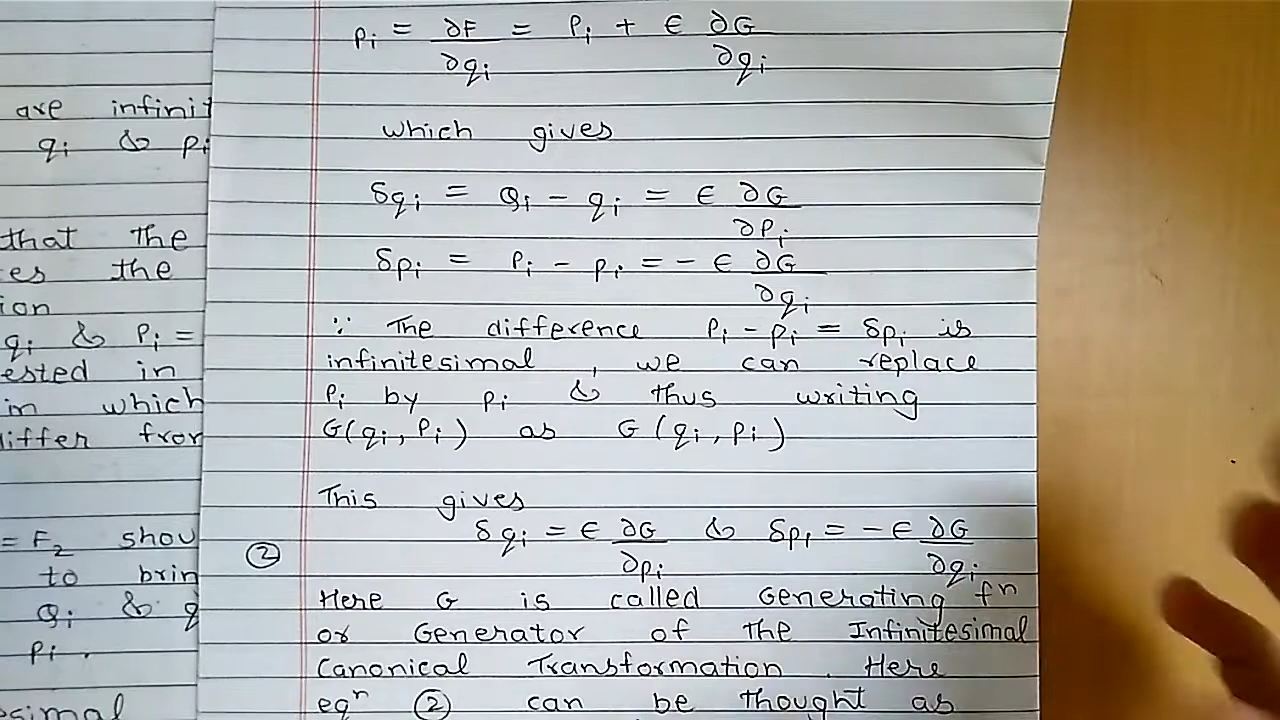 are infinit
qi & pi
that the
es the
ion
qi & Pi =
ested in
in which
differ from
= F2 shou
to brin
Qi & q
Pi .
esimal
pi = ∂F/∂qi = Pi + ∈ ∂G/∂qi
which gives
δqi = Qi - qi = ∈ ∂G/∂Pi
δpi = Pi - pi = - ∈ ∂G/∂qi
∵ The difference Pi - pi = δpi is
infinitesimal , we can replace
Pi by pi & thus writing
G(qi, Pi) as G (qi, pi)
This gives
② δqi = ∈ ∂G/∂pi & δpi = -∈ ∂G/∂qi
Here G is called Generating fn
or Generator of the Infinitesimal
Canonical Transformation . Here
eqn ② can be thought as